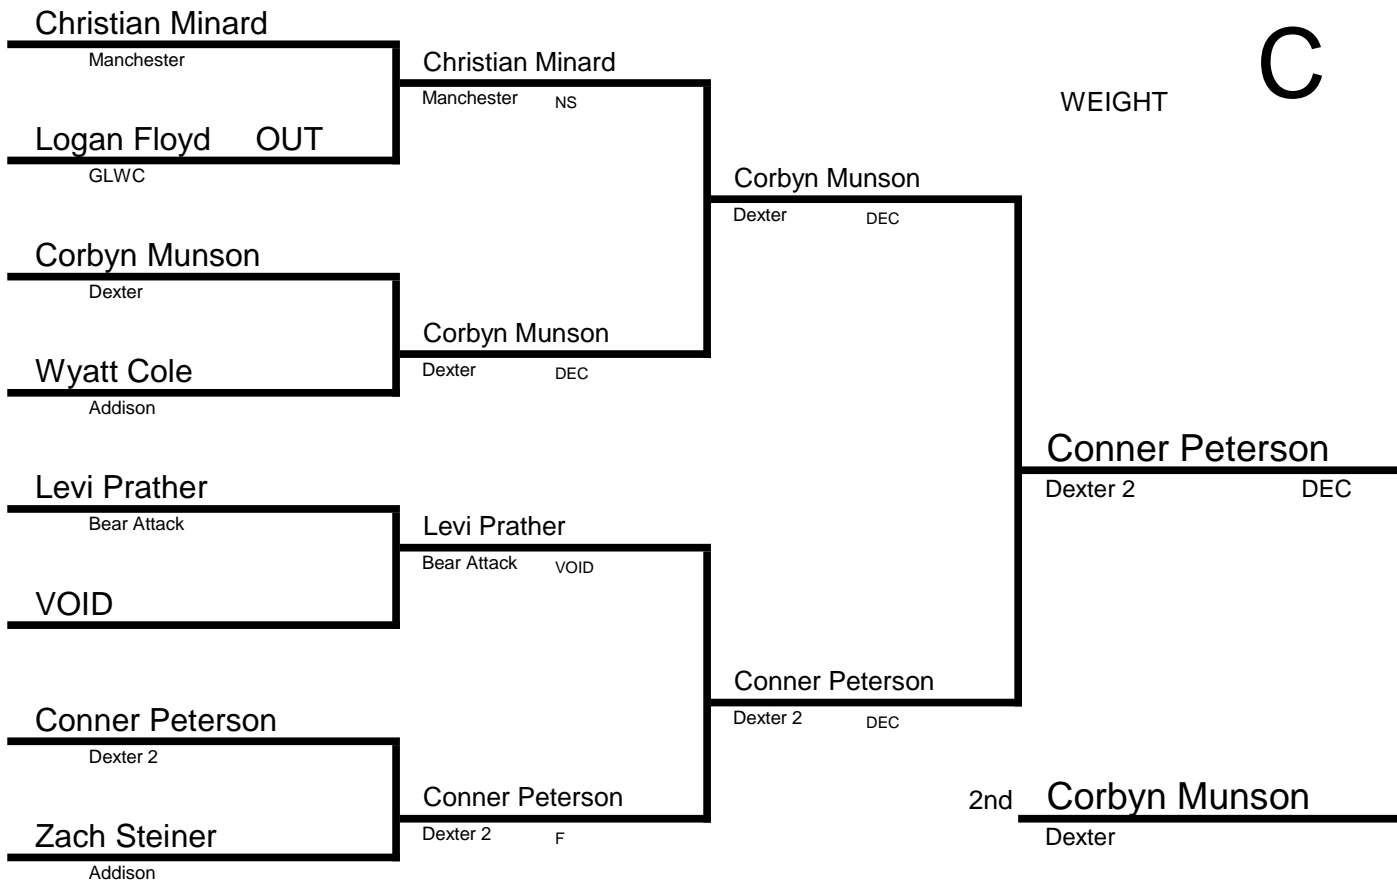 Christian Minard
Manchester
Logan Floyd OUT
GLWC
Corbyn Munson
Dexter
Wyatt Cole
Addison
Levi Prather
Bear Attack
VOID
Conner Peterson
Dexter 2
Zach Steiner
Addison
Christian Minard
Manchester NS
Corbyn Munson
Dexter DEC
Levi Prather
Bear Attack VOID
Conner Peterson
Dexter 2 F
Corbyn Munson
Dexter DEC
Conner Peterson
Dexter 2 DEC
WEIGHT C
Conner Peterson
Dexter 2 DEC
2nd Corbyn Munson
Dexter